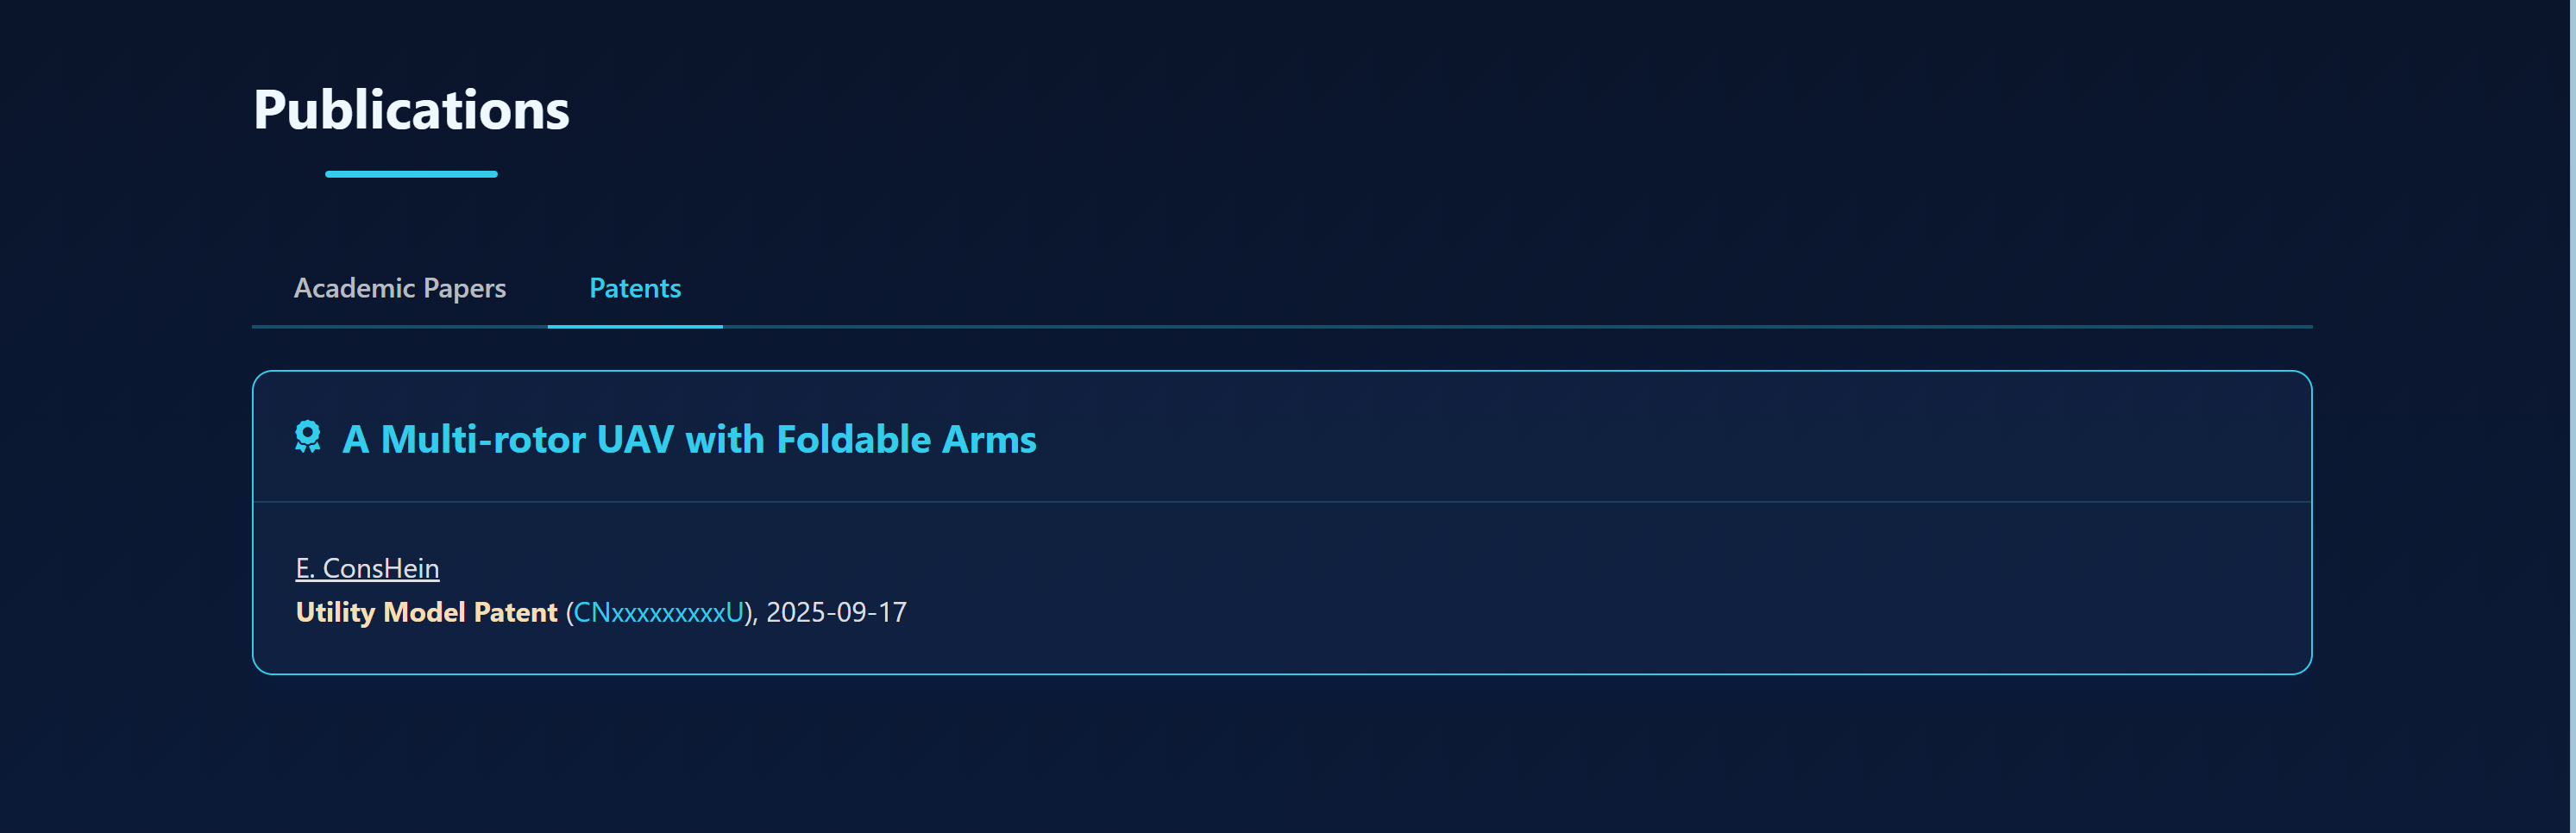 Publications
Academic Papers
Patents
A Multi-rotor UAV with Foldable Arms
E. ConsHein
Utility Model Patent (CNxxxxxxxxxU), 2025-09-17